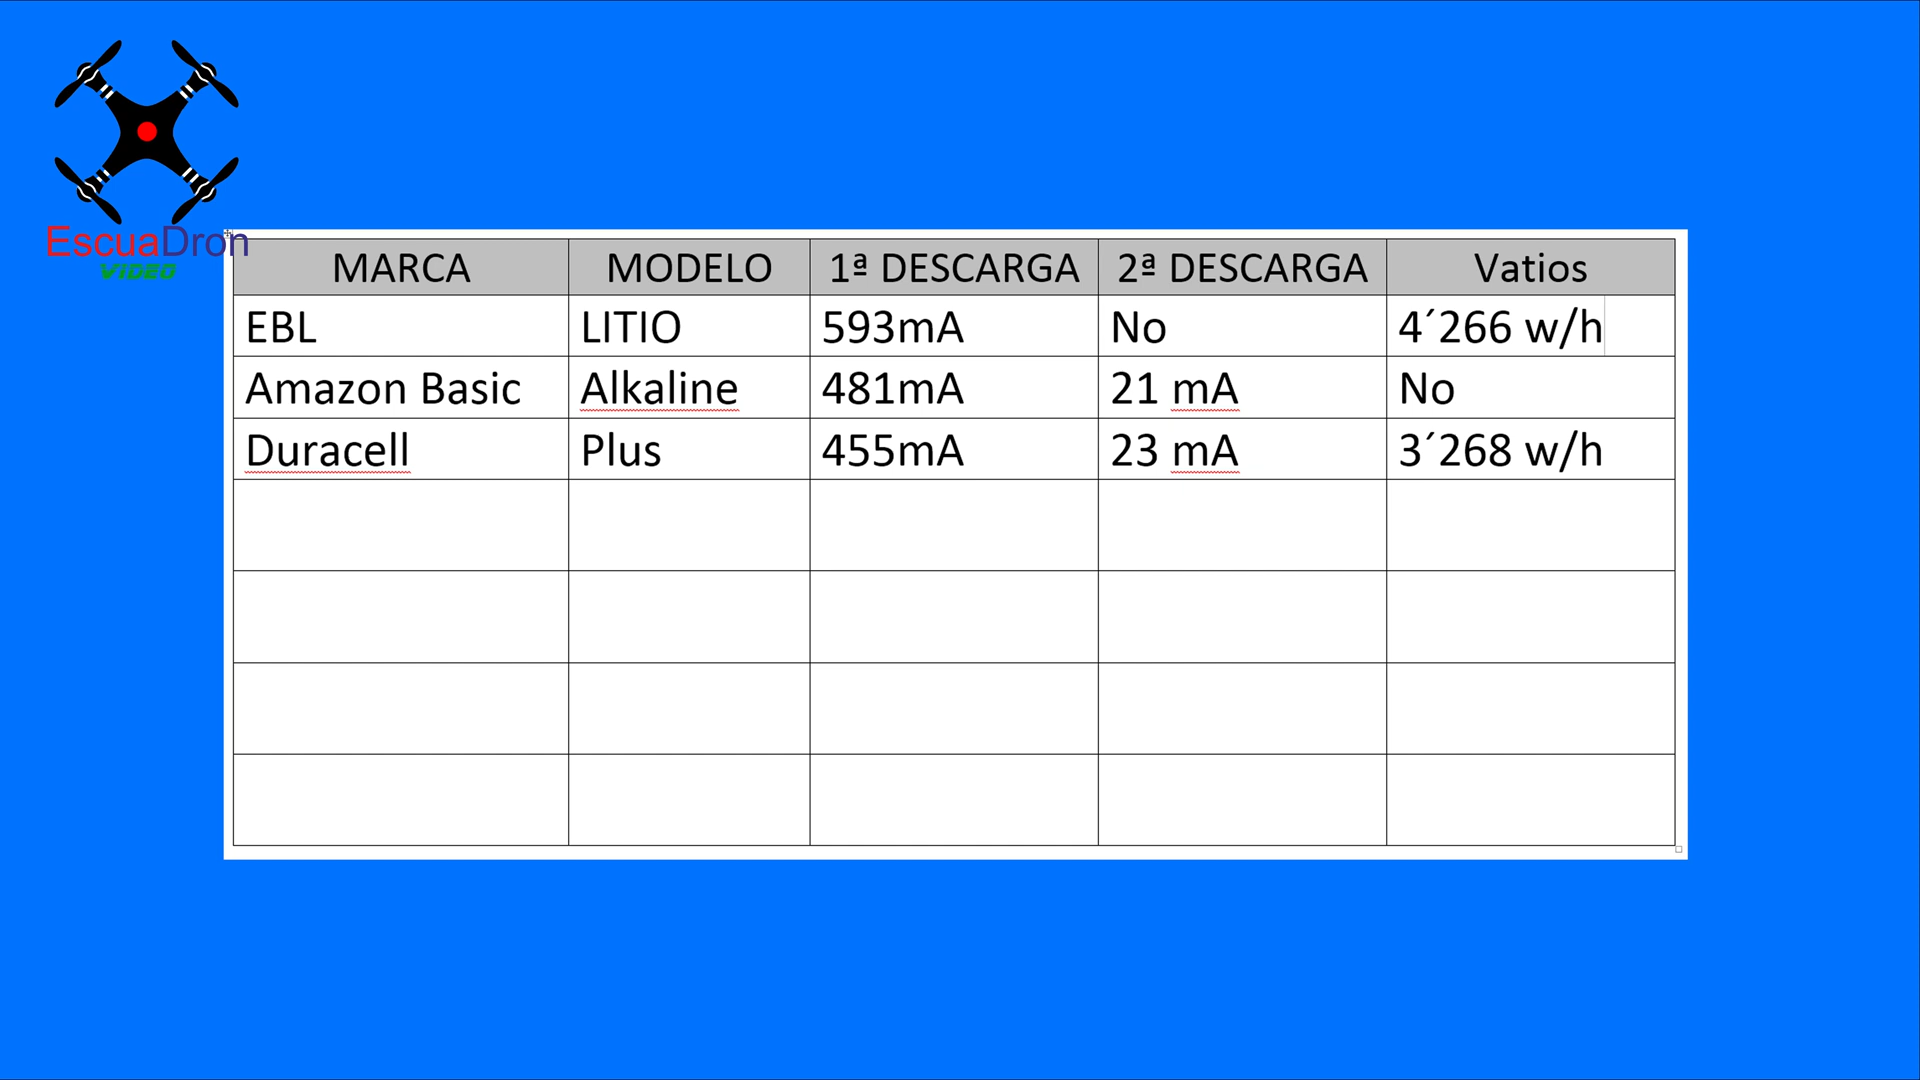 EscuaDron
VIDEO
MARCA MODELO 1ª DESCARGA 2ª DESCARGA Vatios
EBL LITIO 593mA No 4´266 w/h
Amazon Basic Alkaline 481mA 21 mA No
Duracell Plus 455mA 23 mA 3´268 w/h